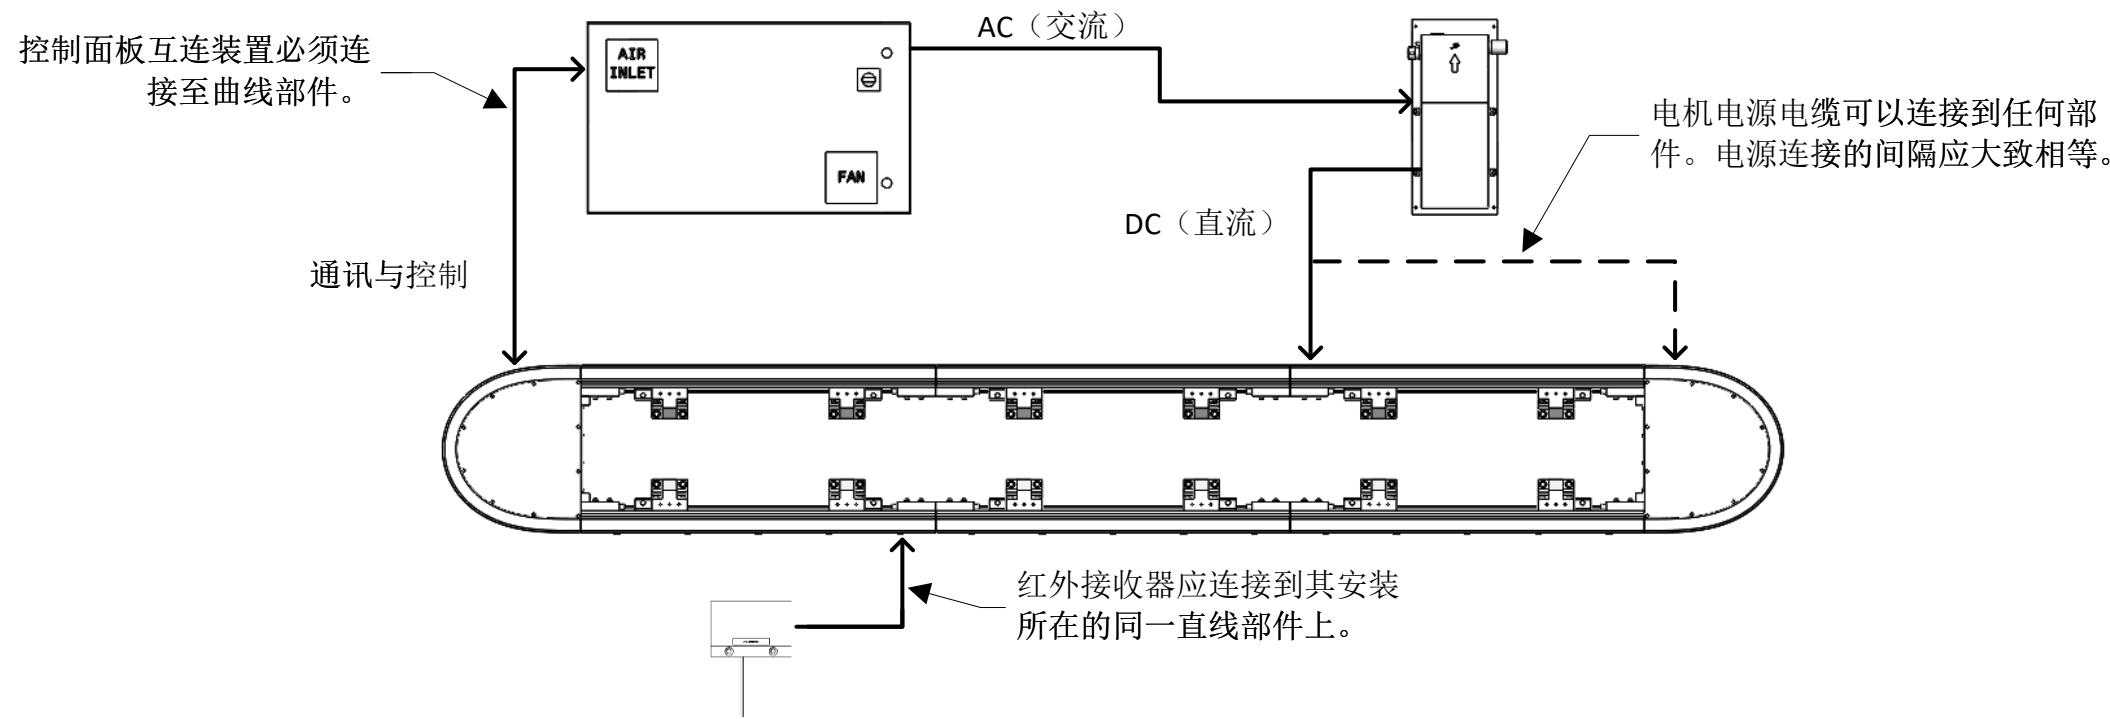 AC（交流）
控制面板互连装置必须连
接至曲线部件。
AIR
INLET
电机电源电缆可以连接到任何部
件。电源连接的间隔应大致相等。
FAN
DC（直流）
通讯与控制
红外接收器应连接到其安装
所在的同一直线部件上。